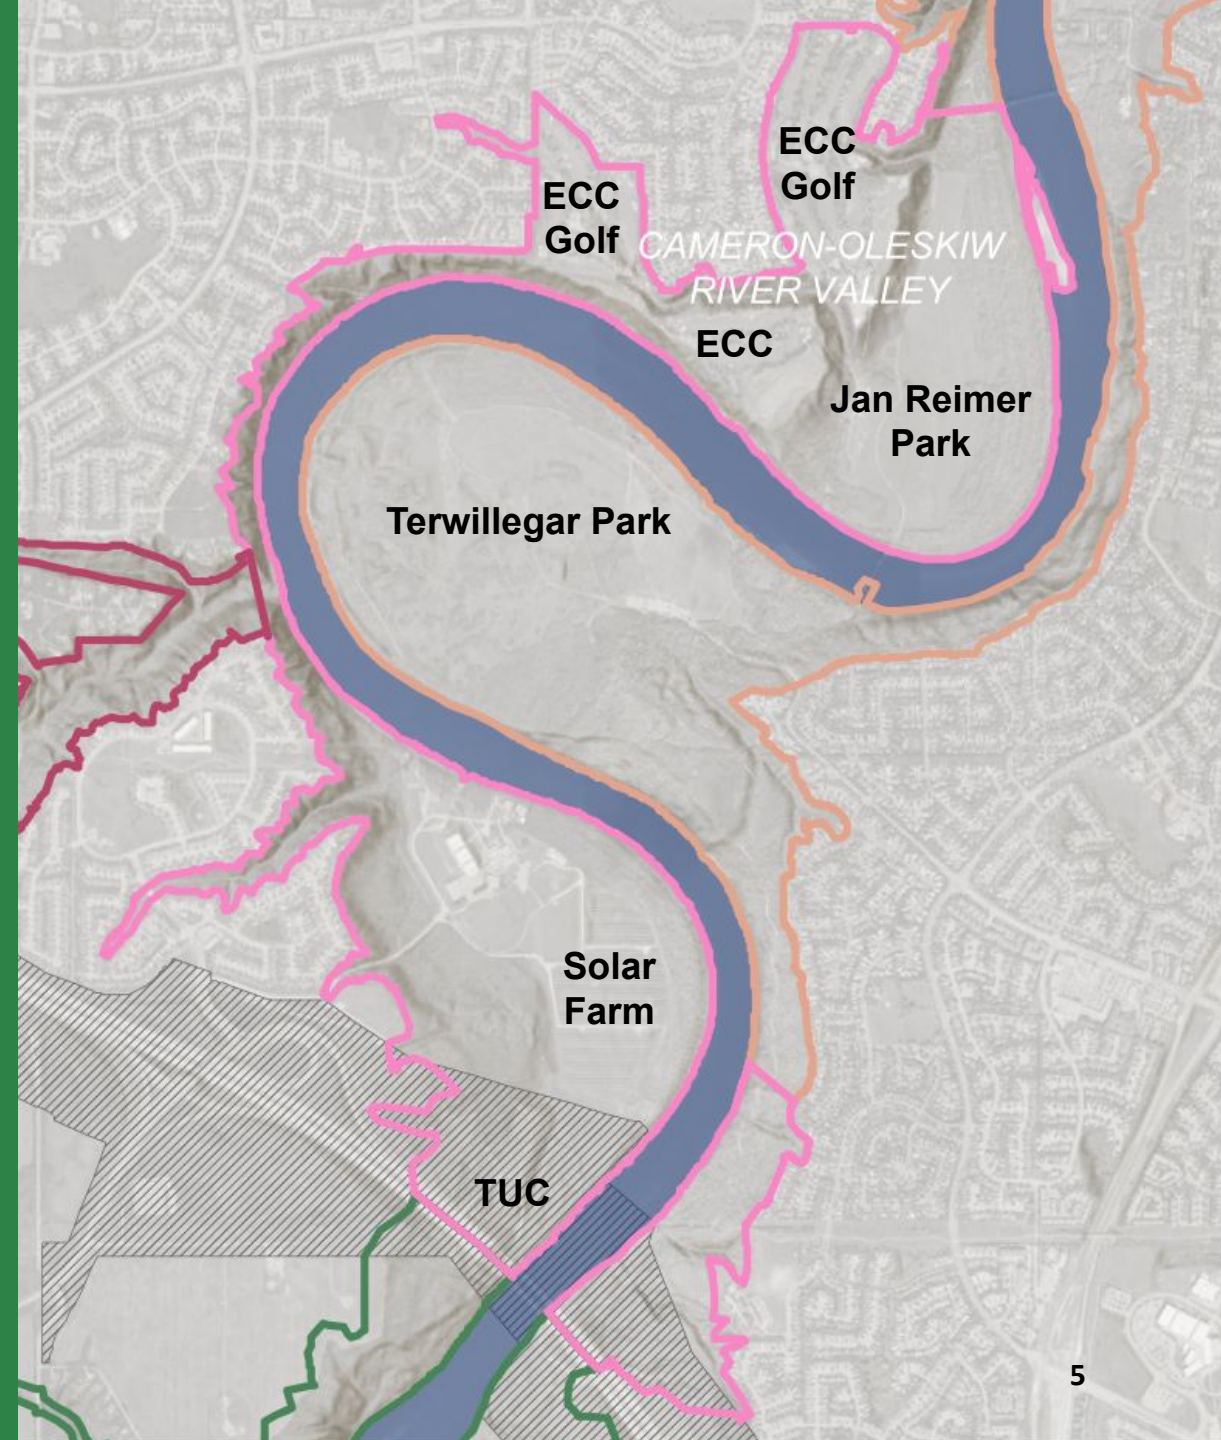 ECC
Golf
ECC
Golf
CAMERON-OLESKIW
RIVER VALLEY
ECC
Jan Reimer
Park
Terwillegar Park
Solar
Farm
TUC
5